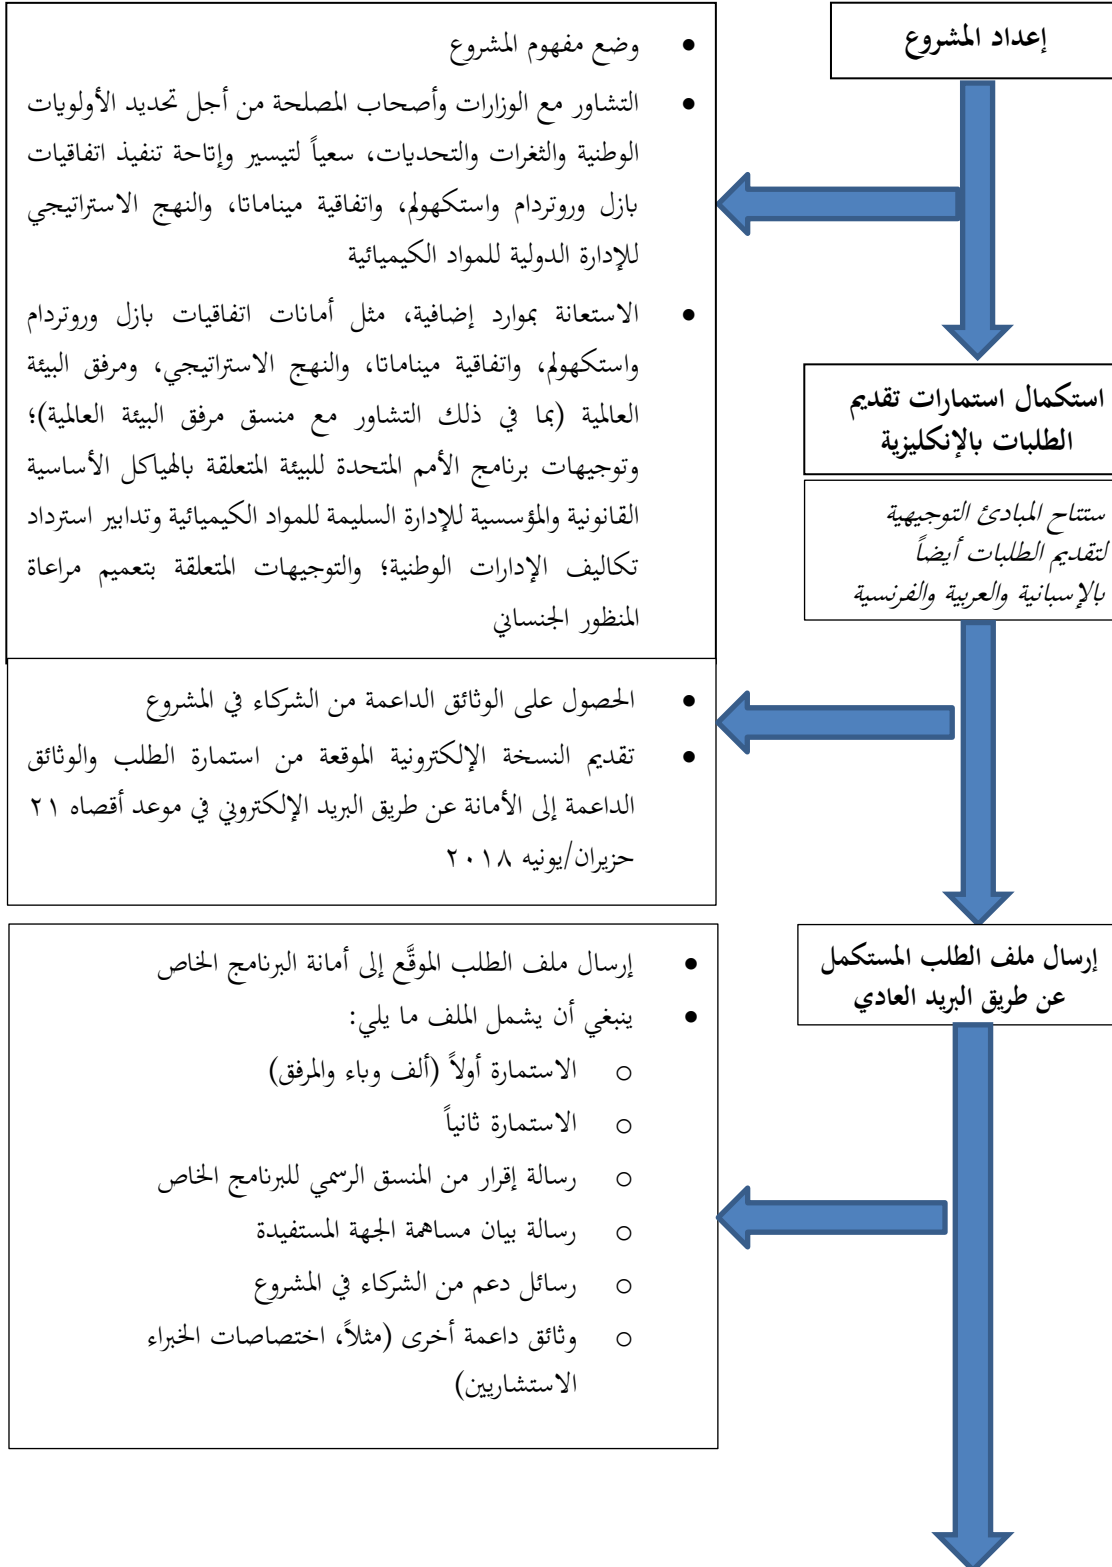 إعداد المشروع
• وضع مفهوم المشروع
• التشاور مع الوزارات وأصحاب المصلحة من أجل تحديد الأولويات
الوطنية والثغرات والتحديات، سعياً لتيسير وإتاحة تنفيذ اتفاقيات
بازل وروتردام واستكهولم، واتفاقية ميناماتا، والنهج الاستراتيجي
للإدارة الدولية للمواد الكيميائية
• الاستعانة بموارد إضافية، مثل أمانات اتفاقيات بازل وروتردام
واستكهولم، واتفاقية ميناماتا، والنهج الاستراتيجي، ومرفق البيئة
العالمية (بما في ذلك التشاور مع منسق مرفق البيئة العالمية)؛
وتوجيهات برنامج الأمم المتحدة للبيئة المتعلقة بالهياكل الأساسية
القانونية والمؤسسية للإدارة السليمة للمواد الكيميائية وتدابير استرداد
تكاليف الإدارات الوطنية؛ والتوجيهات المتعلقة بتعميم مراعاة
المنظور الجنساني
استكمال استمارات تقديم
الطلبات بالإنكليزية
ستتاح المبادئ التوجيهية
لتقديم الطلبات أيضاً
بالإسبانية والعربية والفرنسية
• الحصول على الوثائق الداعمة من الشركاء في المشروع
• تقديم النسخة الإلكترونية الموقعة من استمارة الطلب والوثائق
الداعمة إلى الأمانة عن طريق البريد الإلكتروني في موعد أقصاه ٢١
حزيران/يونيه ٢٠١٨
إرسال ملف الطلب المستكمل
عن طريق البريد العادي
• إرسال ملف الطلب الموقَّع إلى أمانة البرنامج الخاص
• ينبغي أن يشمل الملف ما يلي:
o الاستمارة أولاً (ألف وباء والمرفق)
o الاستمارة ثانياً
o رسالة إقرار من المنسق الرسمي للبرنامج الخاص
o رسالة بيان مساهمة الجهة المستفيدة
o رسائل دعم من الشركاء في المشروع
o وثائق داعمة أخرى (مثلاً، اختصاصات الخبراء
الاستشاريين)